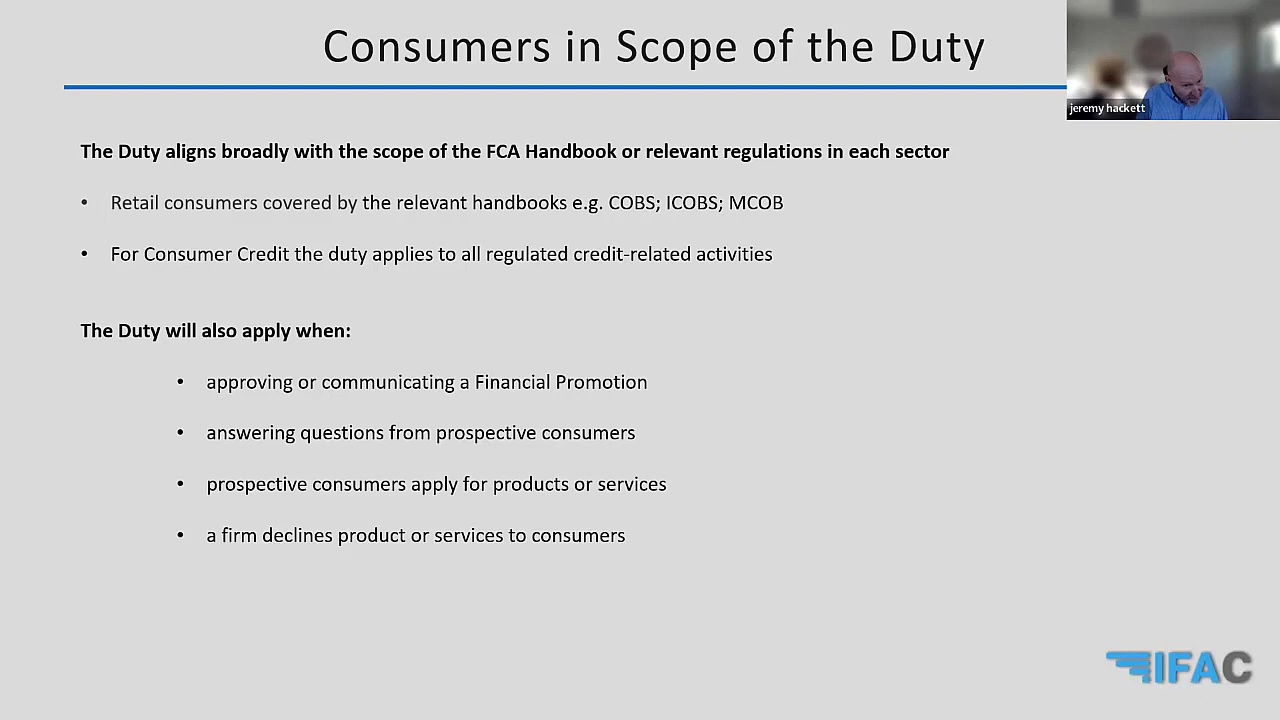 Consumers in Scope of the Duty
jeremy hackett
The Duty aligns broadly with the scope of the FCA Handbook or relevant regulations in each sector
• Retail consumers covered by the relevant handbooks e.g. COBS; ICOBS; MCOB
• For Consumer Credit the duty applies to all regulated credit-related activities
The Duty will also apply when:
• approving or communicating a Financial Promotion
• answering questions from prospective consumers
• prospective consumers apply for products or services
• a firm declines product or services to consumers
IFAC